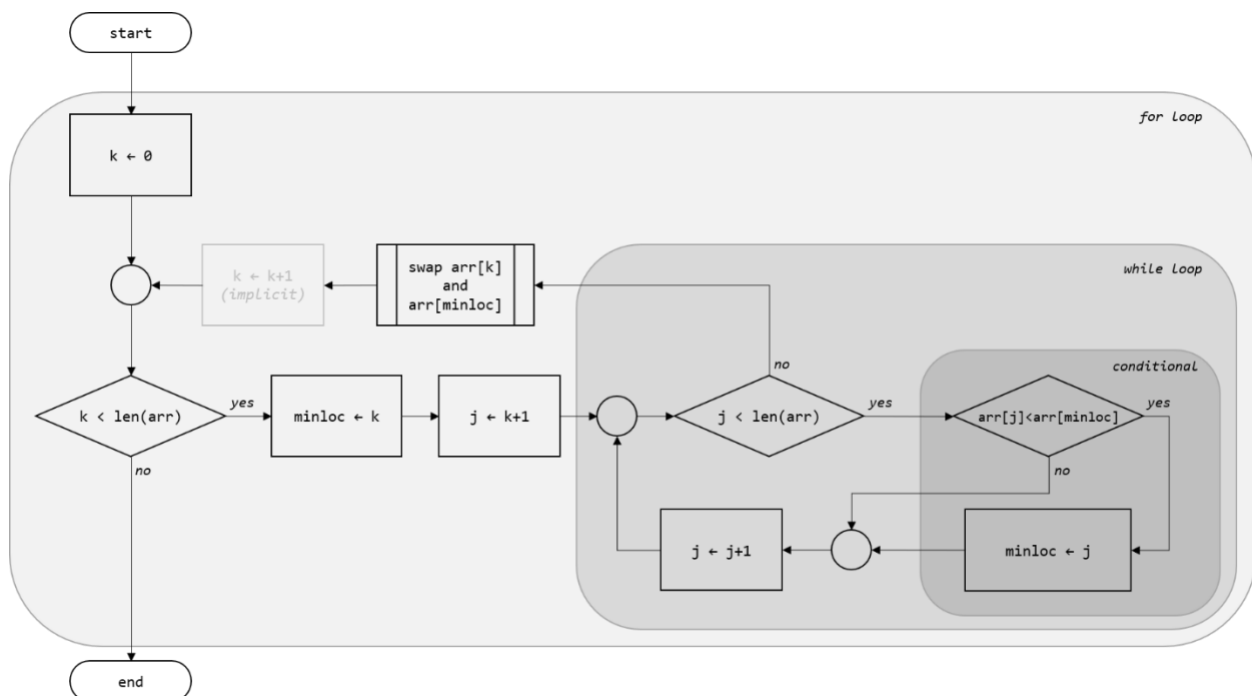 start
for loop
k ← 0
k ← k+1
(implicit)
swap arr[k]
and
arr[minloc]
while loop
no
conditional
k < len(arr)
yes
minloc ← k
j ← k+1
j < len(arr)
yes
arr[j]<arr[minloc]
yes
no
no
j ← j+1
minloc ← j
end